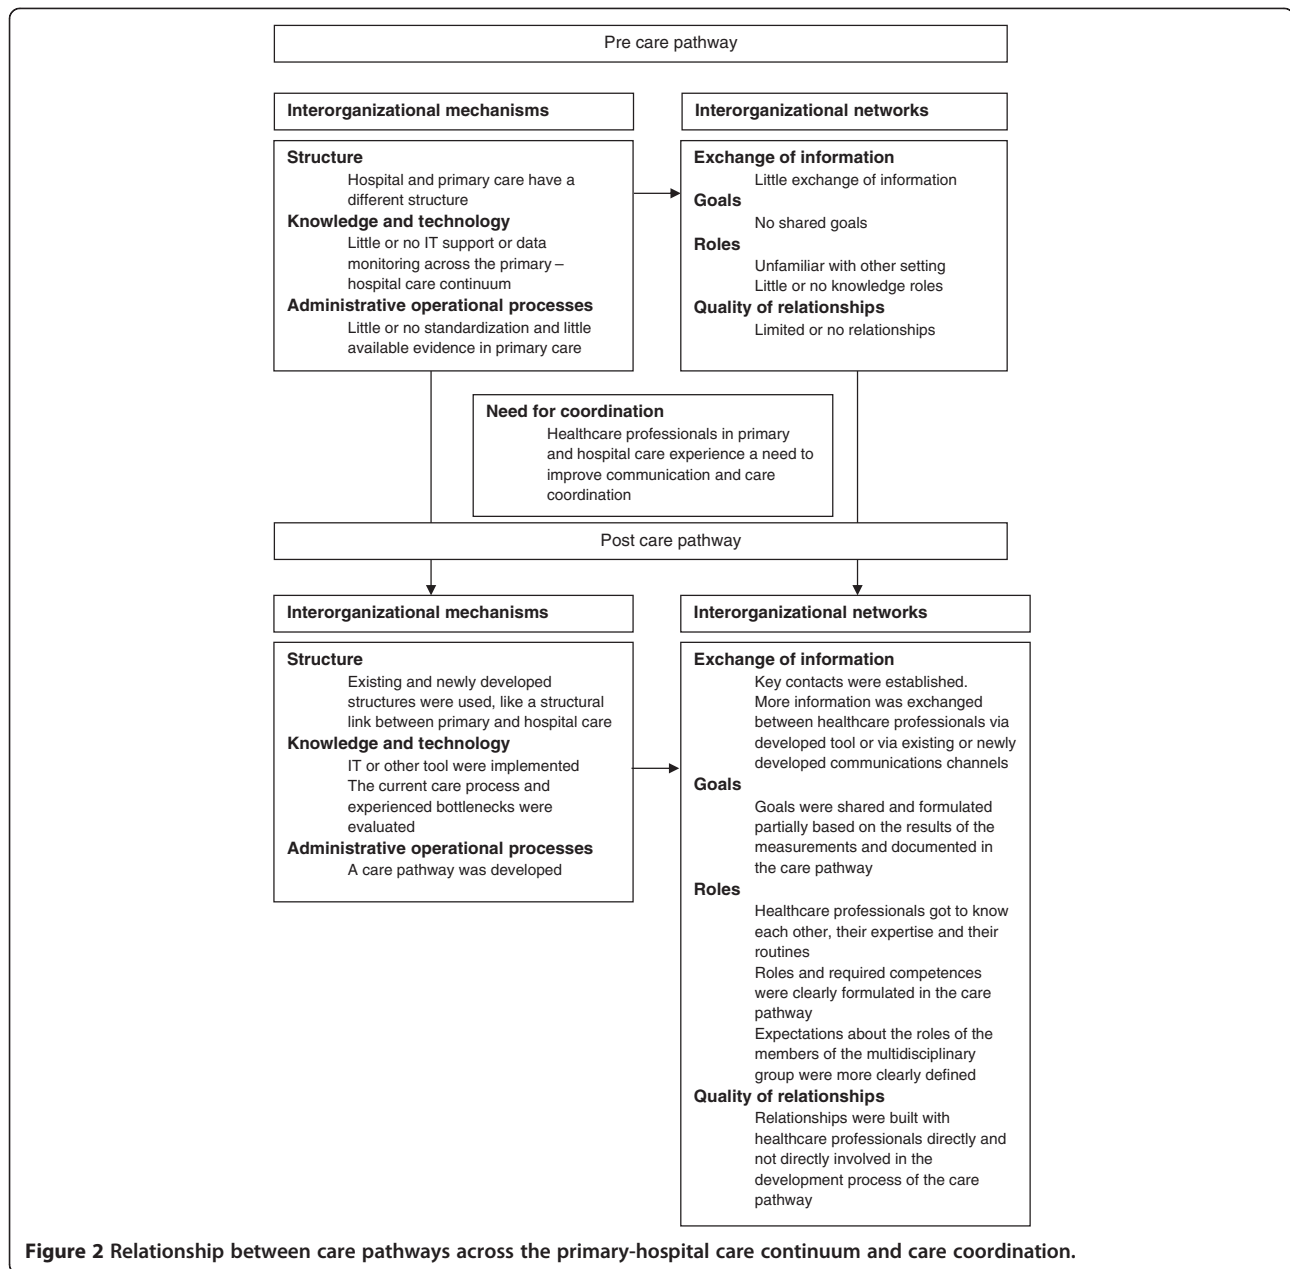 Pre care pathway
Interorganizational mechanisms
Structure
Hospital and primary care have a
different structure
Knowledge and technology
Little or no IT support or data
monitoring across the primary –
hospital care continuum
Administrative operational processes
Little or no standardization and little
available evidence in primary care
Interorganizational networks
Exchange of information
Little exchange of information
Goals
No shared goals
Roles
Unfamiliar with other setting
Little or no knowledge roles
Quality of relationships
Limited or no relationships
Need for coordination
Healthcare professionals in primary
and hospital care experience a need to
improve communication and care
coordination
Post care pathway
Interorganizational mechanisms
Structure
Existing and newly developed
structures were used, like a structural
link between primary and hospital care
Knowledge and technology
IT or other tool were implemented
The current care process and
experienced bottlenecks were
evaluated
Administrative operational processes
A care pathway was developed
Interorganizational networks
Exchange of information
Key contacts were established.
More information was exchanged
between healthcare professionals via
developed tool or via existing or newly
developed communications channels
Goals
Goals were shared and formulated
partially based on the results of the
measurements and documented in
the care pathway
Roles
Healthcare professionals got to know
each other, their expertise and their
routines
Roles and required competences
were clearly formulated in the care
pathway
Expectations about the roles of the
members of the multidisciplinary
group were more clearly defined
Quality of relationships
Relationships were built with
healthcare professionals directly and
not directly involved in the
development process of the care
pathway
Figure 2 Relationship between care pathways across the primary-hospital care continuum and care coordination.